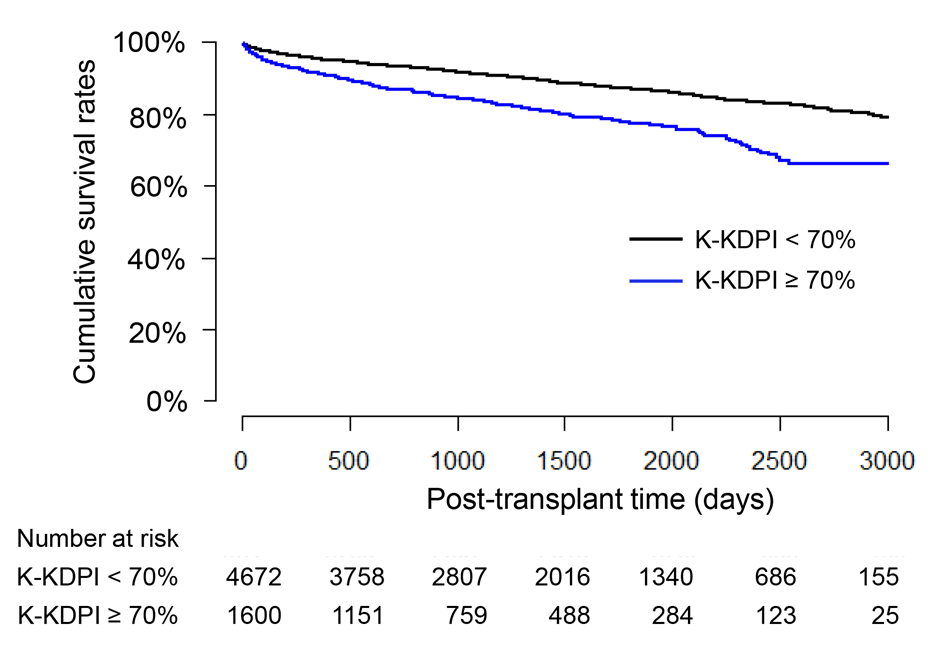 100%
80%
60%
40%
20%
0%
Cumulative survival rates
K-KDPI < 70%
K-KDPI ≥ 70%
0 500 1000 1500 2000 2500 3000
Post-transplant time (days)
Number at risk
K-KDPI < 70% 4672 3758 2807 2016 1340 686 155
K-KDPI ≥ 70% 1600 1151 759 488 284 123 25